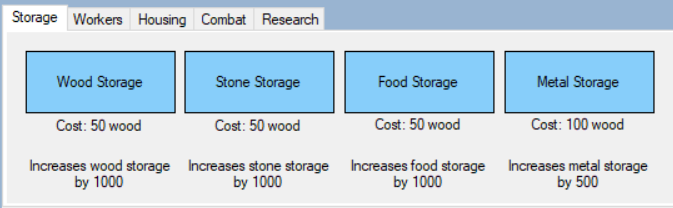 Storage Workers Housing Combat Research
Wood Storage Stone Storage Food Storage Metal Storage
Cost: 50 wood Cost: 50 wood Cost: 50 wood Cost: 100 wood
Increases wood storage Increases stone storage Increases food storage Increases metal storage
by 1000 by 1000 by 1000 by 500